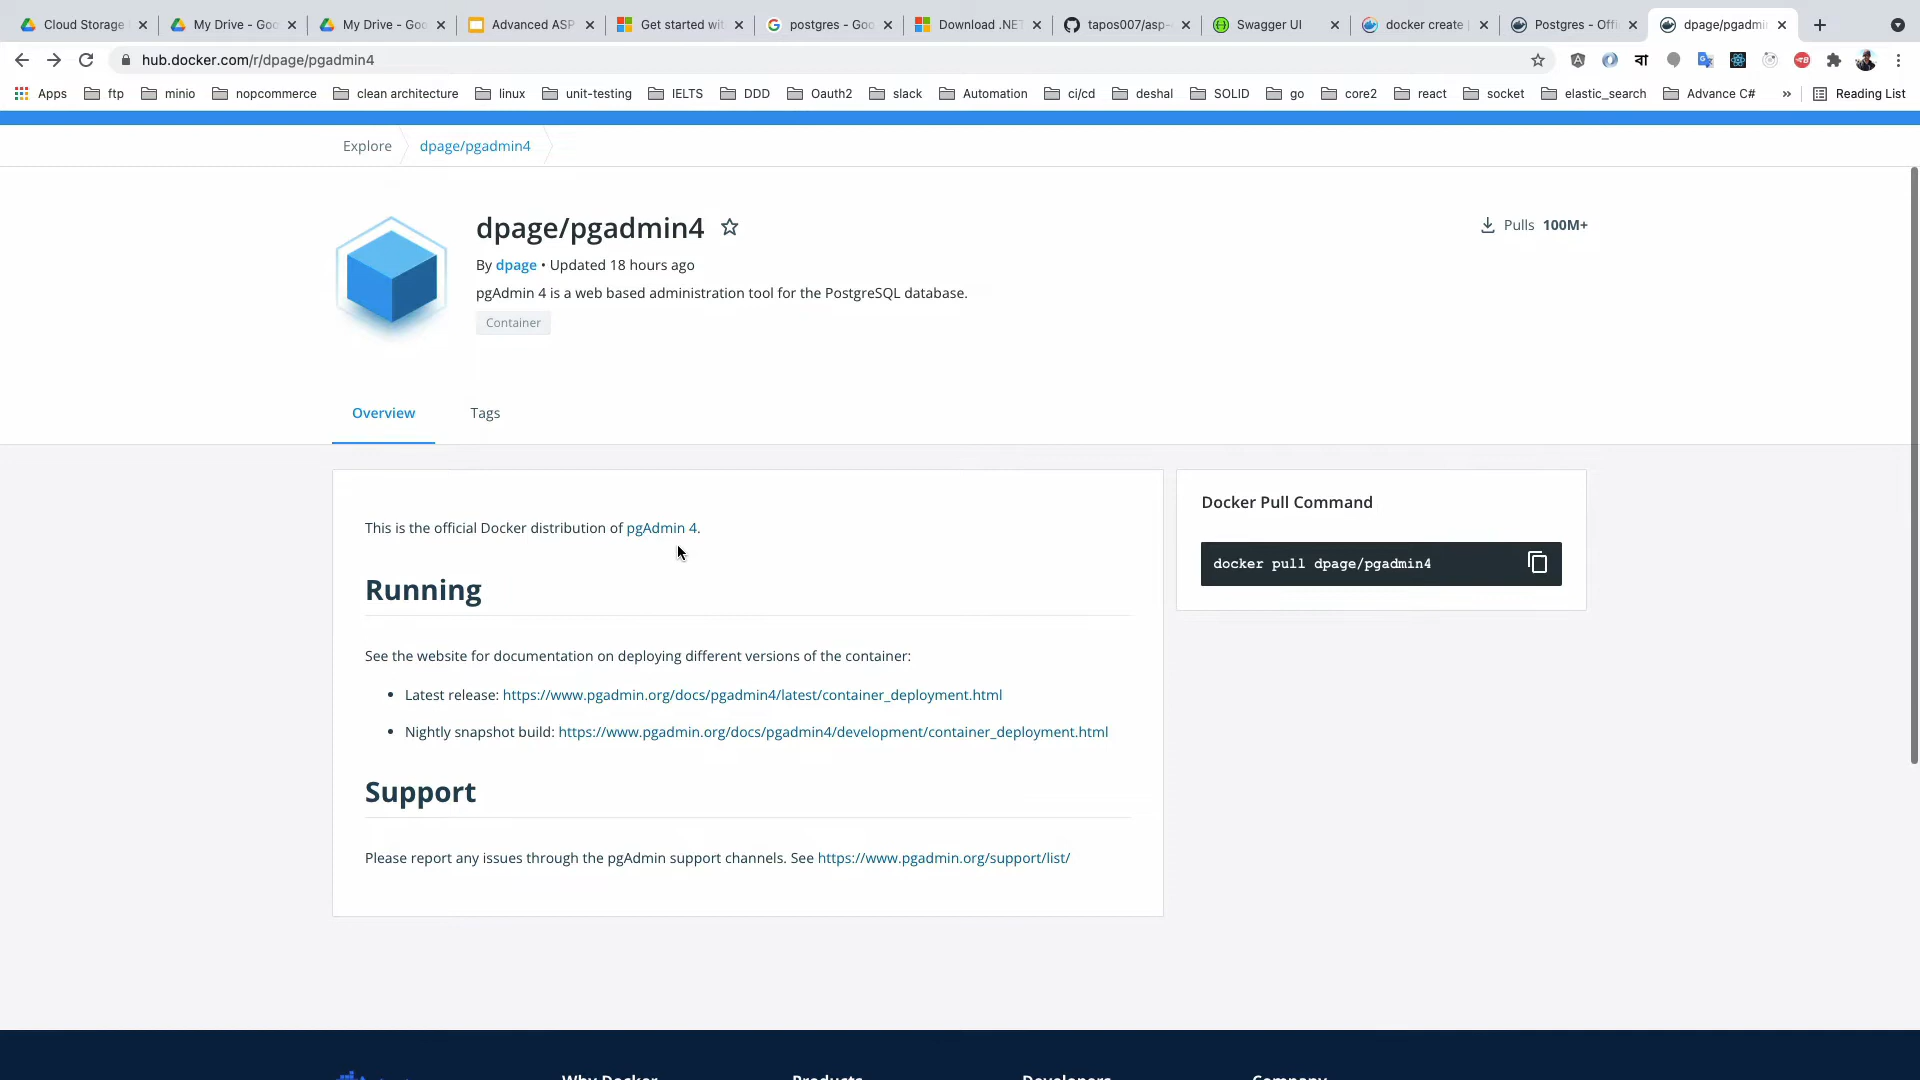 Cloud Storage
My Drive - Goo
My Drive - Goo
Advanced ASP
Get started wit
postgres - Goo
Download .NET
tapos007/asp-
Swagger UI
docker create
Postgres - Offi
dpage/pgadmin
hub.docker.com/r/dpage/pgadmin4
Apps
ftp
minio
nopcommerce
clean architecture
linux
unit-testing
IELTS
DDD
Oauth2
slack
Automation
ci/cd
deshal
SOLID
go
core2
react
socket
elastic_search
Advance C#
»
Reading List
Explore
dpage/pgadmin4
dpage/pgadmin4
Pulls 100M+
By dpage • Updated 18 hours ago
pgAdmin 4 is a web based administration tool for the PostgreSQL database.
Container
Overview
Tags
This is the official Docker distribution of pgAdmin 4.
Docker Pull Command
docker pull dpage/pgadmin4
Running
See the website for documentation on deploying different versions of the container:
• Latest release: https://www.pgadmin.org/docs/pgadmin4/latest/container_deployment.html
• Nightly snapshot build: https://www.pgadmin.org/docs/pgadmin4/development/container_deployment.html
Support
Please report any issues through the pgAdmin support channels. See https://www.pgadmin.org/support/list/
Why Docker
Products
Developers
Company